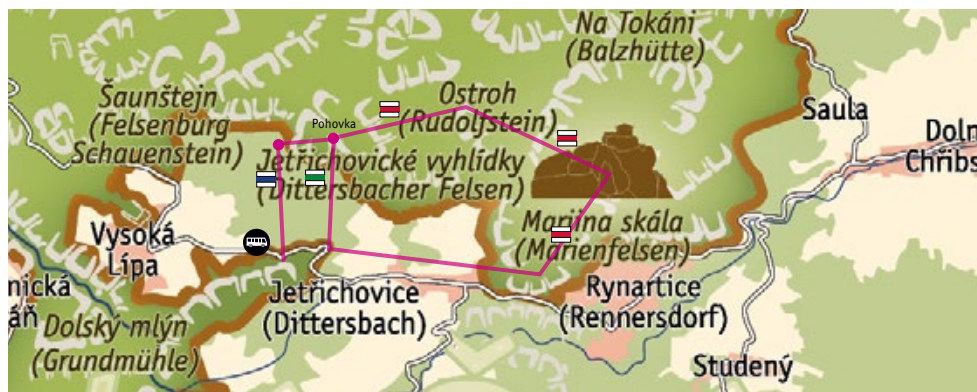 Na Tokáni
(Balzhütte)
Šaunštejn
(Felsenburg
Schauenstein)
Pohovka
Ostroh
(Rudolfstein)
Saula
Doln
Chřibs
Jetřichovické vyhlídky
(Dittersbacher Felsen)
Vysoká
Lípa
Mariina skála
(Marienfelsen)
nická
áň
Jetřichovice
(Dittersbach)
Rynartice
(Rennersdorf)
Dolský mlýn
(Grundmühle)
Studený